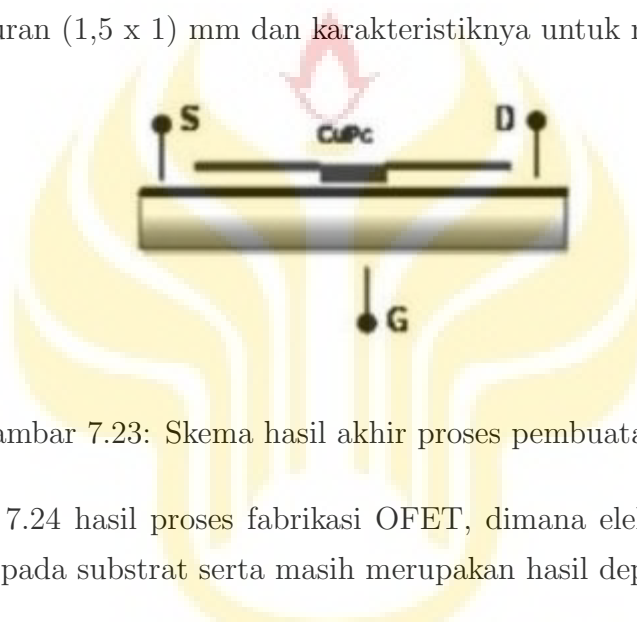 uran (1,5 x 1) mm dan karakteristiknya untuk
S
CuPc
D
G
ambar 7.23: Skema hasil akhir proses pembuata
7.24 hasil proses fabrikasi OFET, dimana ele
pada substrat serta masih merupakan hasil dep